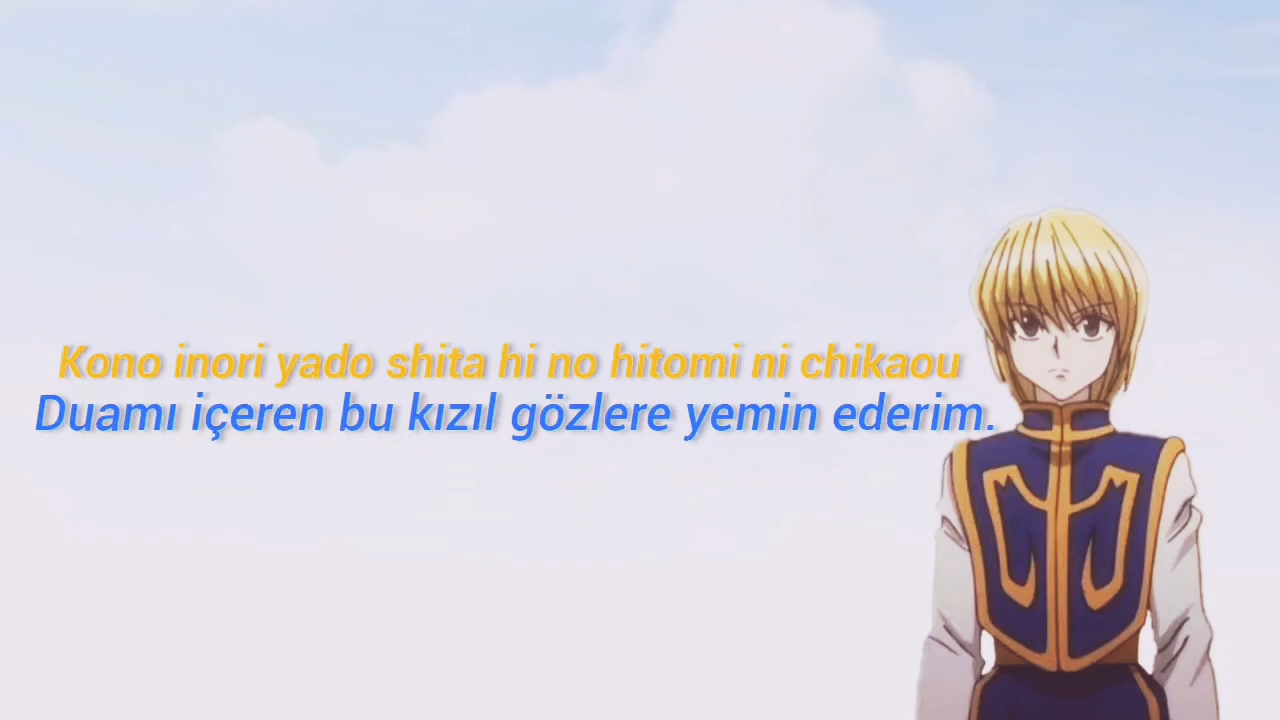 Kono inori yado shita hi no hitomi ni chikaou
Duamı içeren bu kızıl gözlere yemin ederim.